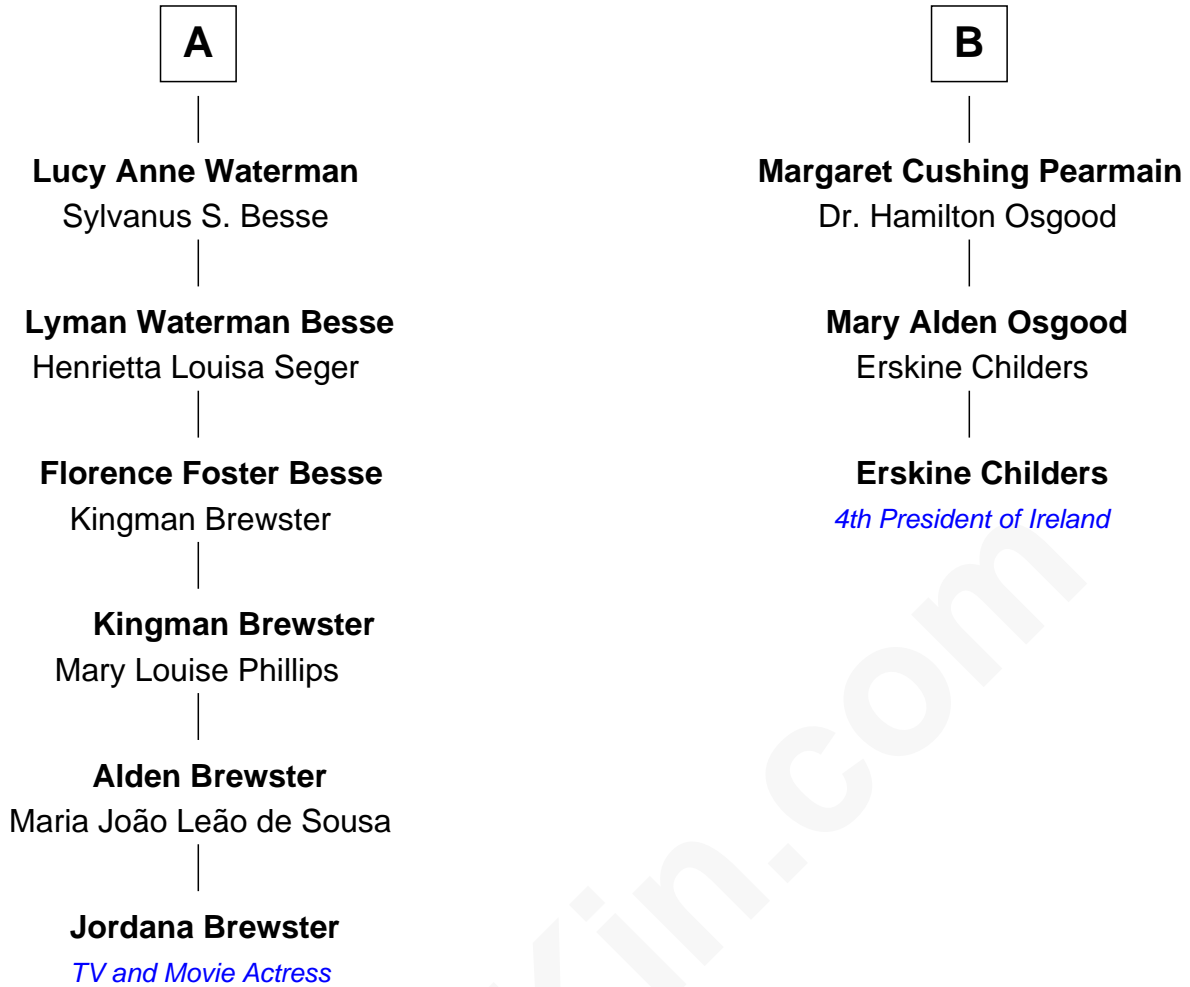 A
Lucy Anne Waterman
Sylvanus S. Besse
Lyman Waterman Besse
Henrietta Louisa Seger
Florence Foster Besse
Kingman Brewster
Kingman Brewster
Mary Louise Phillips
Alden Brewster
Maria João Leão de Sousa
Jordana Brewster
TV and Movie Actress
B
Margaret Cushing Pearmain
Dr. Hamilton Osgood
Mary Alden Osgood
Erskine Childers
Erskine Childers
4th President of Ireland
Kin.com